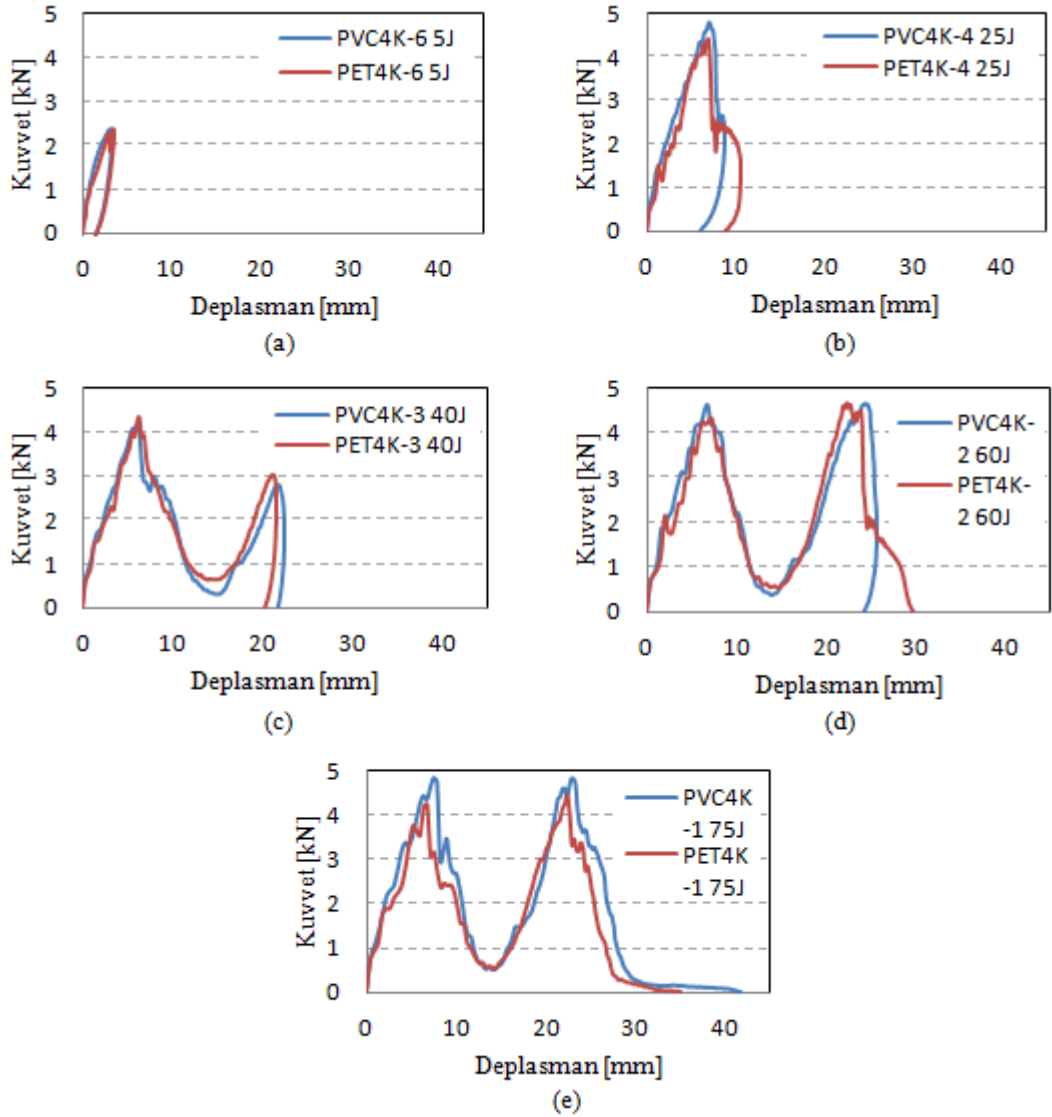 5
4
3
2
1
0
Kuvvet [kN]
PVC4K-6 5J
PET4K-6 5J
0 10 20 30 40
Deplasman [mm]
(a)
5
4
3
2
1
0
Kuvvet [kN]
PVC4K-4 25J
PET4K-4 25J
0 10 20 30 40
Deplasman [mm]
(b)
5
4
3
2
1
0
Kuvvet [kN]
PVC4K-3 40J
PET4K-3 40J
0 10 20 30 40
Deplasman [mm]
(c)
5
4
3
2
1
0
Kuvvet [kN]
PVC4K-
2 60J
PET4K-
2 60J
0 10 20 30 40
Deplasman [mm]
(d)
5
4
3
2
1
0
Kuvvet [kN]
PVC4K
-1 75J
PET4K
-1 75J
0 10 20 30 40
Deplasman [mm]
(e)